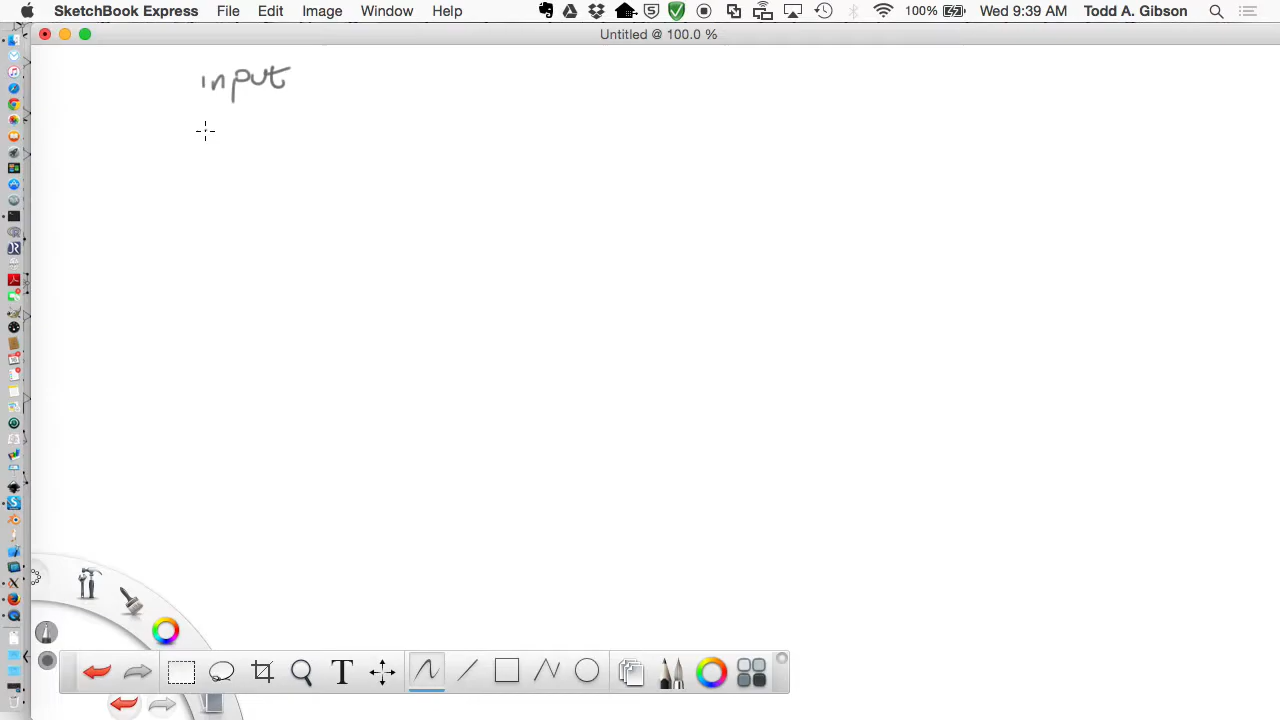 SketchBook Express File Edit Image Window Help 100% Wed 9:39 AM Todd A. Gibson
Untitled @ 100.0 %
input